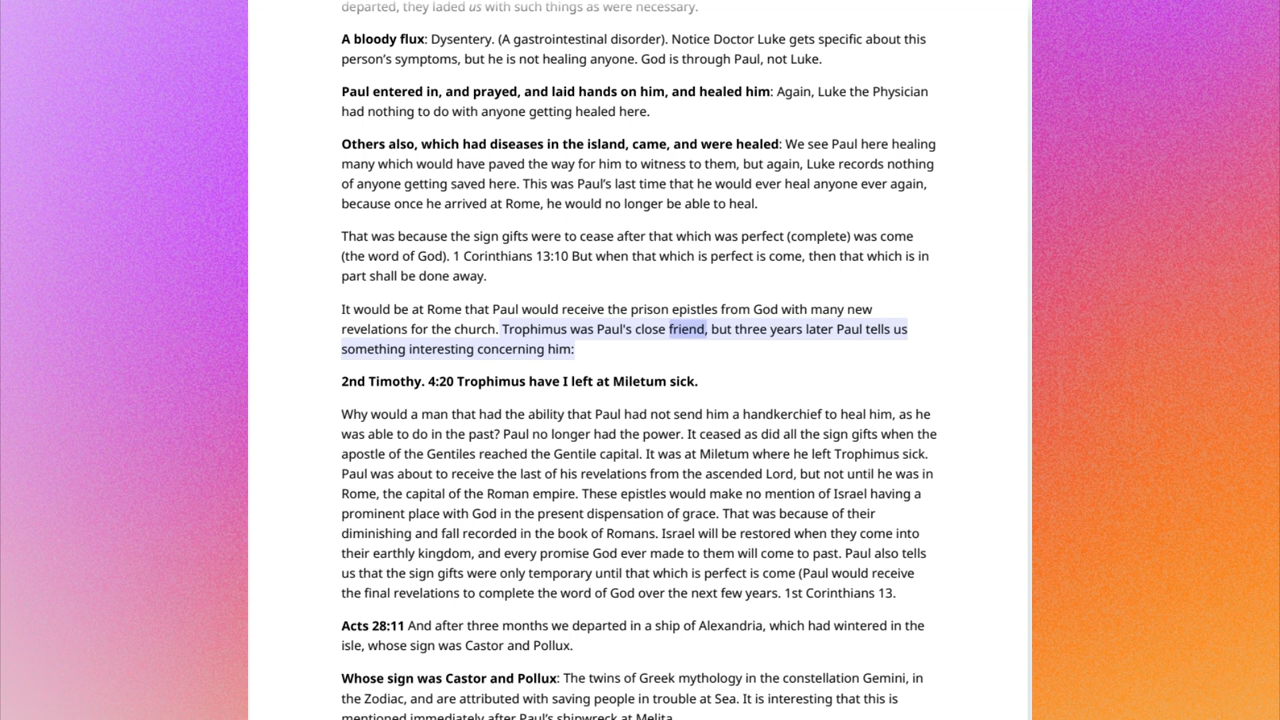 departed, they laded us with such things as were necessary.
A bloody flux: Dysentery. (A gastrointestinal disorder). Notice Doctor Luke gets specific about this
person’s symptoms, but he is not healing anyone. God is through Paul, not Luke.
Paul entered in, and prayed, and laid hands on him, and healed him: Again, Luke the Physician
had nothing to do with anyone getting healed here.
Others also, which had diseases in the island, came, and were healed: We see Paul here healing
many which would have paved the way for him to witness to them, but again, Luke records nothing
of anyone getting saved here. This was Paul’s last time that he would ever heal anyone ever again,
because once he arrived at Rome, he would no longer be able to heal.
That was because the sign gifts were to cease after that which was perfect (complete) was come
(the word of God). 1 Corinthians 13:10 But when that which is perfect is come, then that which is in
part shall be done away.
It would be at Rome that Paul would receive the prison epistles from God with many new
revelations for the church. Trophimus was Paul's close friend, but three years later Paul tells us
something interesting concerning him:
2nd Timothy. 4:20 Trophimus have I left at Miletum sick.
Why would a man that had the ability that Paul had not send him a handkerchief to heal him, as he
was able to do in the past? Paul no longer had the power. It ceased as did all the sign gifts when the
apostle of the Gentiles reached the Gentile capital. It was at Miletum where he left Trophimus sick.
Paul was about to receive the last of his revelations from the ascended Lord, but not until he was in
Rome, the capital of the Roman empire. These epistles would make no mention of Israel having a
prominent place with God in the present dispensation of grace. That was because of their
diminishing and fall recorded in the book of Romans. Israel will be restored when they come into
their earthly kingdom, and every promise God ever made to them will come to past. Paul also tells
us that the sign gifts were only temporary until that which is perfect is come (Paul would receive
the final revelations to complete the word of God over the next few years. 1st Corinthians 13.
Acts 28:11 And after three months we departed in a ship of Alexandria, which had wintered in the
isle, whose sign was Castor and Pollux.
Whose sign was Castor and Pollux: The twins of Greek mythology in the constellation Gemini, in
the Zodiac, and are attributed with saving people in trouble at Sea. It is interesting that this is
mentioned immediately after Paul’s shipwreck at Melita.